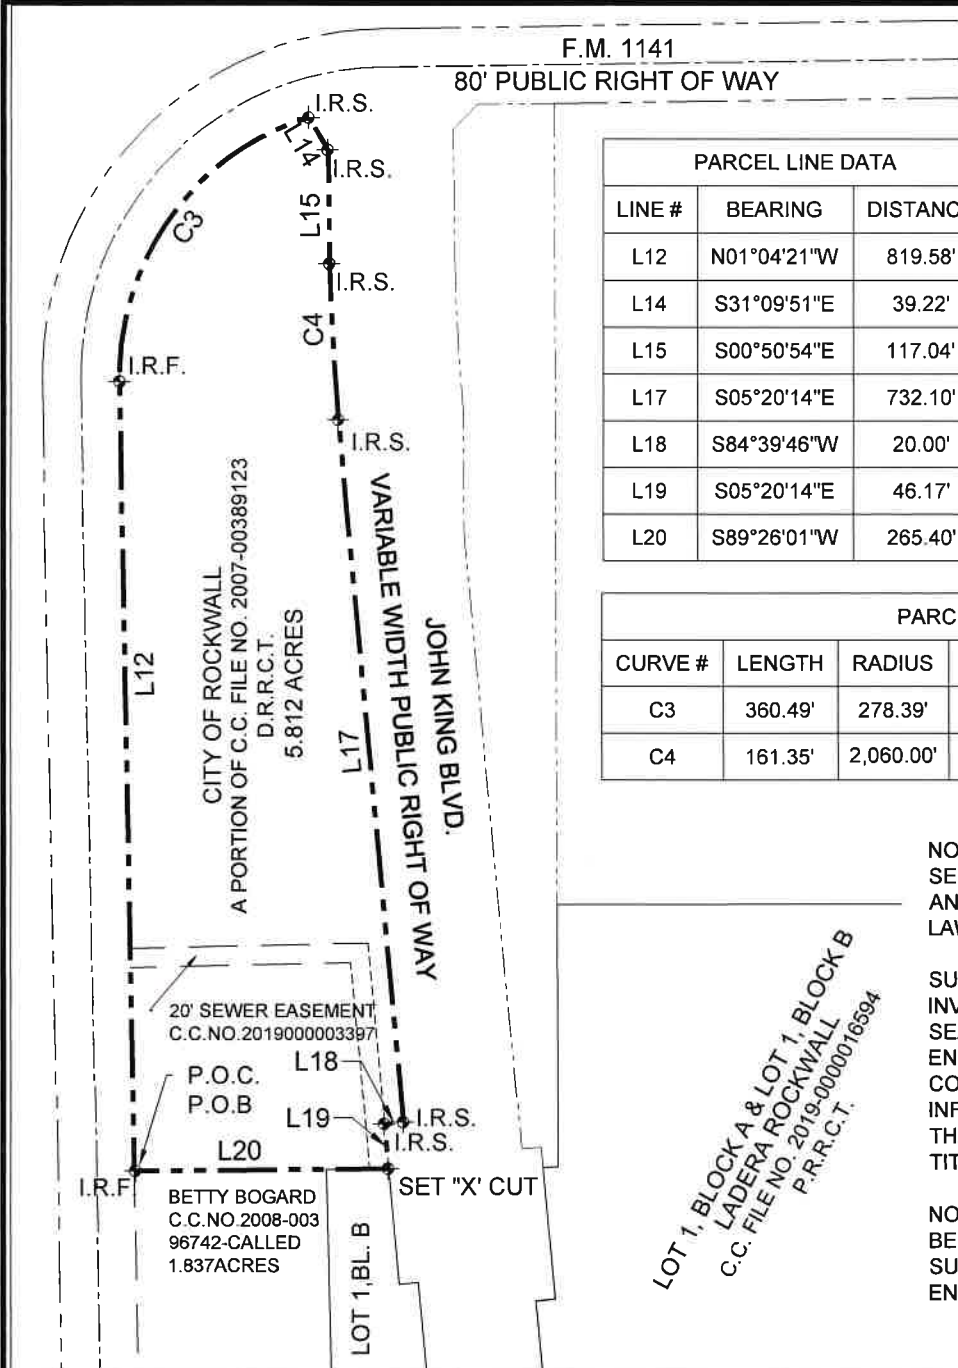 F.M. 1141
80' PUBLIC RIGHT OF WAY
I.R.S.
L14
I.R.S.
L15
C3
I.R.S.
C4
I.R.F.
I.R.S.
PARCEL LINE DATA
LINE # BEARING DISTANC
L12 N01°04'21"W 819.58'
L14 S31°09'51"E 39.22'
L15 S00°50'54"E 117.04'
L17 S05°20'14"E 732.10'
L18 S84°39'46"W 20.00'
L19 S05°20'14"E 46.17'
L20 S89°26'01"W 265.40'
PARC
CURVE # LENGTH RADIUS
C3 360.49' 278.39'
C4 161.35' 2,060.00'
L12
CITY OF ROCKWALL
A PORTION OF C.C. FILE NO. 2007-00389123
D.R.R.C.T.
5.812 ACRES
L17
VARIABLE WIDTH PUBLIC RIGHT OF WAY
JOHN KING BLVD.
20' SEWER EASEMENT
C.C.NO.20190000003397
L18
P.O.C.
P.O.B
L19
I.R.S.
I.R.S.
L20
I.R.F
SET "X' CUT
BETTY BOGARD
C.C.NO.2008-003
96742-CALLED
1.837ACRES
LOT 1,BL. B
LOT 1, BLOCK A & LOT 1, BLOCK B
LADERA ROCKWALL
C.C. FILE NO. 2019-0000016594
P.R.R.C.T.
NO
SE
AN
LAW
SU
INV
SE
EN
CO
INF
TH
TIT
NO
BE
SU
EN